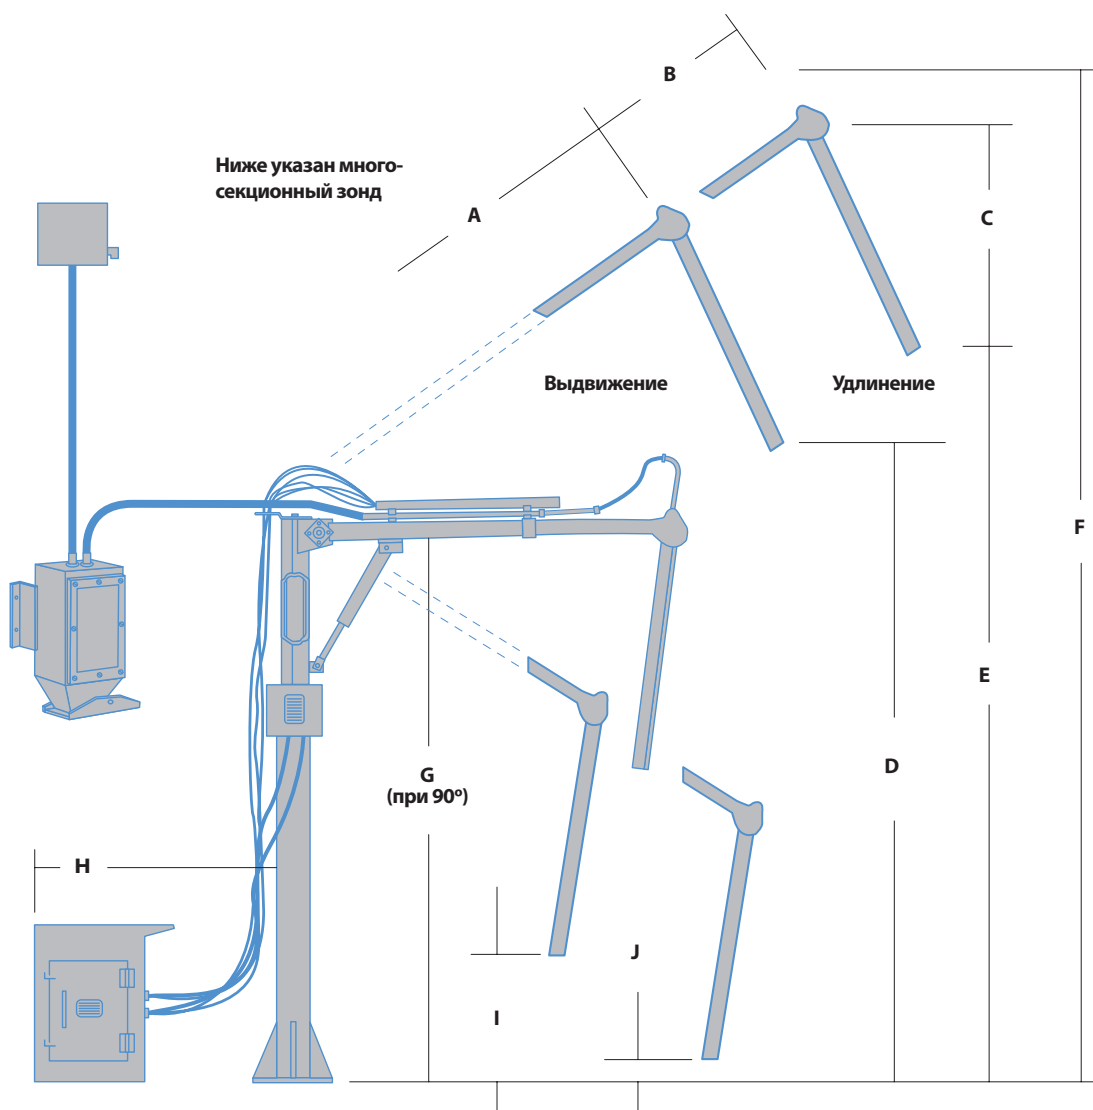 B
Ниже указан много-
секционный зонд
A
C
Выдвижение
Удлинение
F
E
D
G
(при 90º)
H
J
I